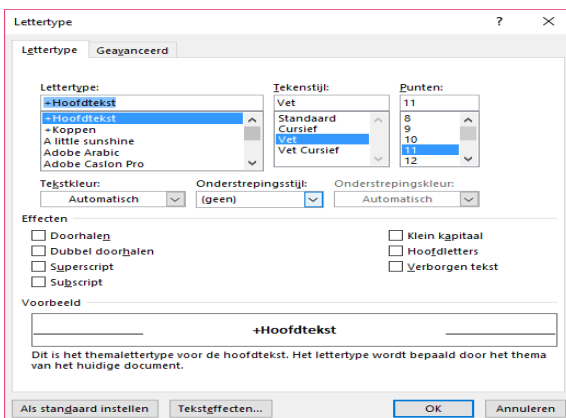 Lettertype ? ×
Lettertype Geavanceerd
Lettertype: Tekenstijl: Punten:
+Hoofdtekst Vet 11
+Hoofdtekst Standaard 8
+Koppen Cursief 9
A little sunshine Vet 10
Adobe Arabic Vet Cursief 11
Adobe Caslon Pro 12
Tekstkleur: Onderstrepingsstijl: Onderstrepingskleur:
Automatisch (geen) Automatisch
Effecten
Doorhalen Klein kapitaal
Dubbel doorhalen Hoofdletters
Superscript Verborgen tekst
Subscript
Voorbeeld
+Hoofdtekst
Dit is het themalettertype voor de hoofdtekst. Het lettertype wordt bepaald door het thema
van het huidige document.
Als standaard instellen Teksteffecten... OK Annuleren